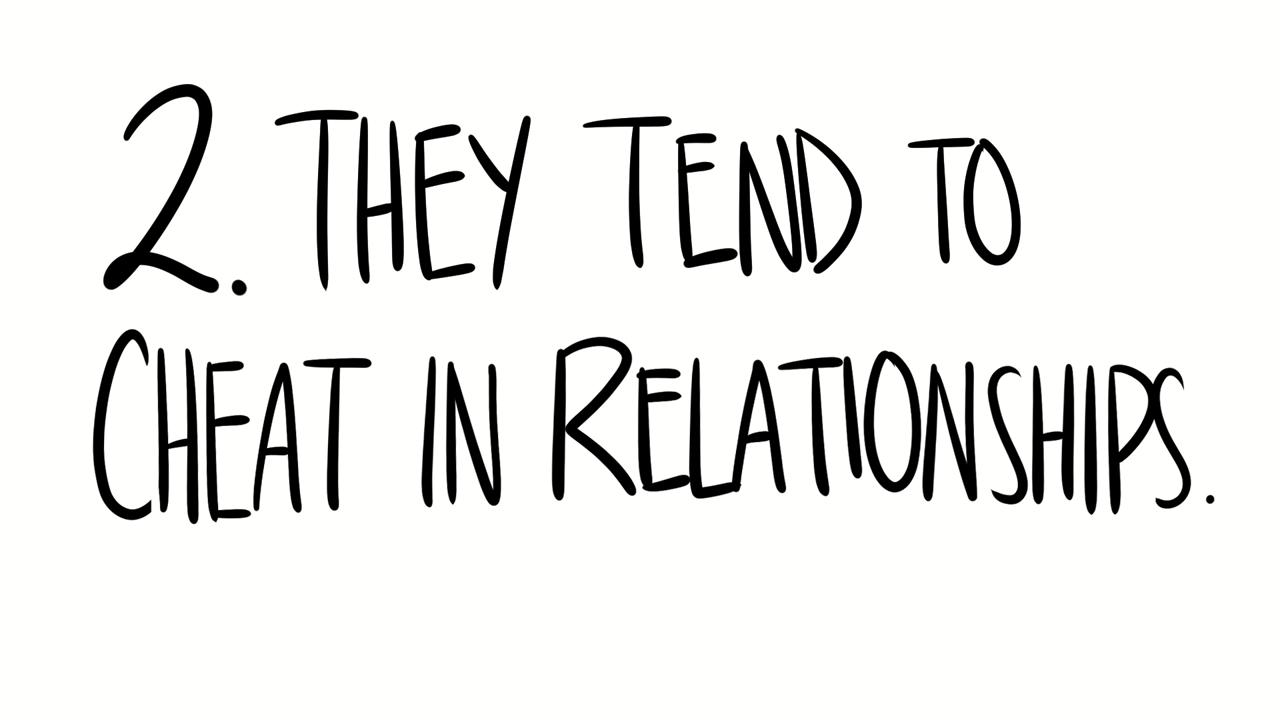 2. THEY TEND TO
CHEAT IN RELATIONSHIPS.